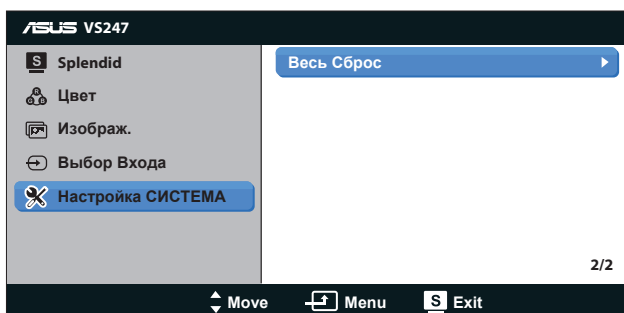 ASUS VS247
S Splendid
Весь Сброс
Цвет
Изображ.
Выбор Входа
Настройка СИСТЕМА
2/2
Move Menu S Exit